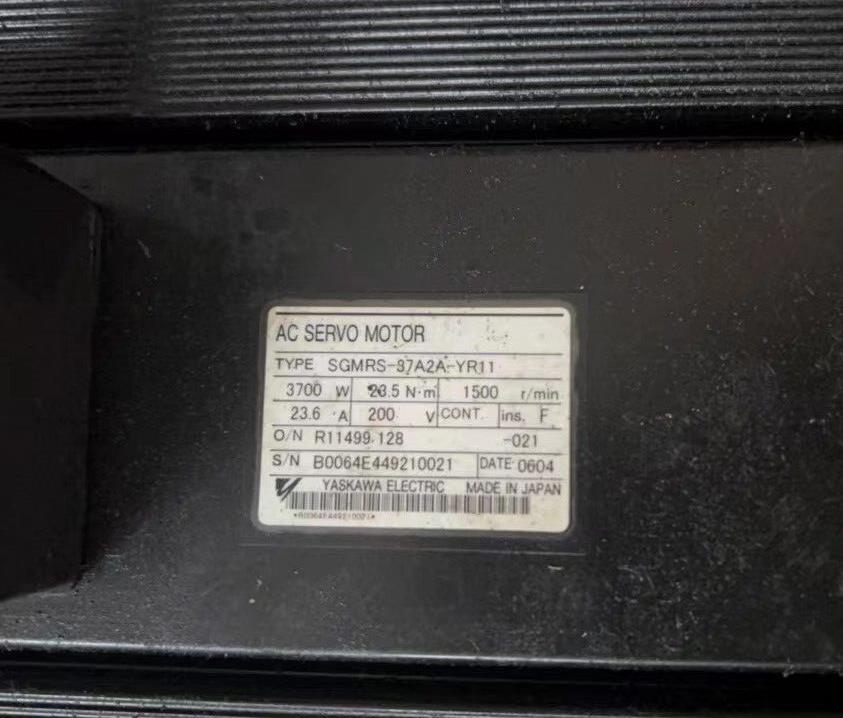 AC SERVO MOTOR
TYPE SGMRS-37A2A-YR11
3700 W 23.5 N·m 1500 r/min
23.6 A 200 V CONT. ins. F
O/N R11499.128 -021
S/N B0064E449210021 DATE 0604
YASKAWA ELECTRIC MADE IN JAPAN
*B0064E449210021*